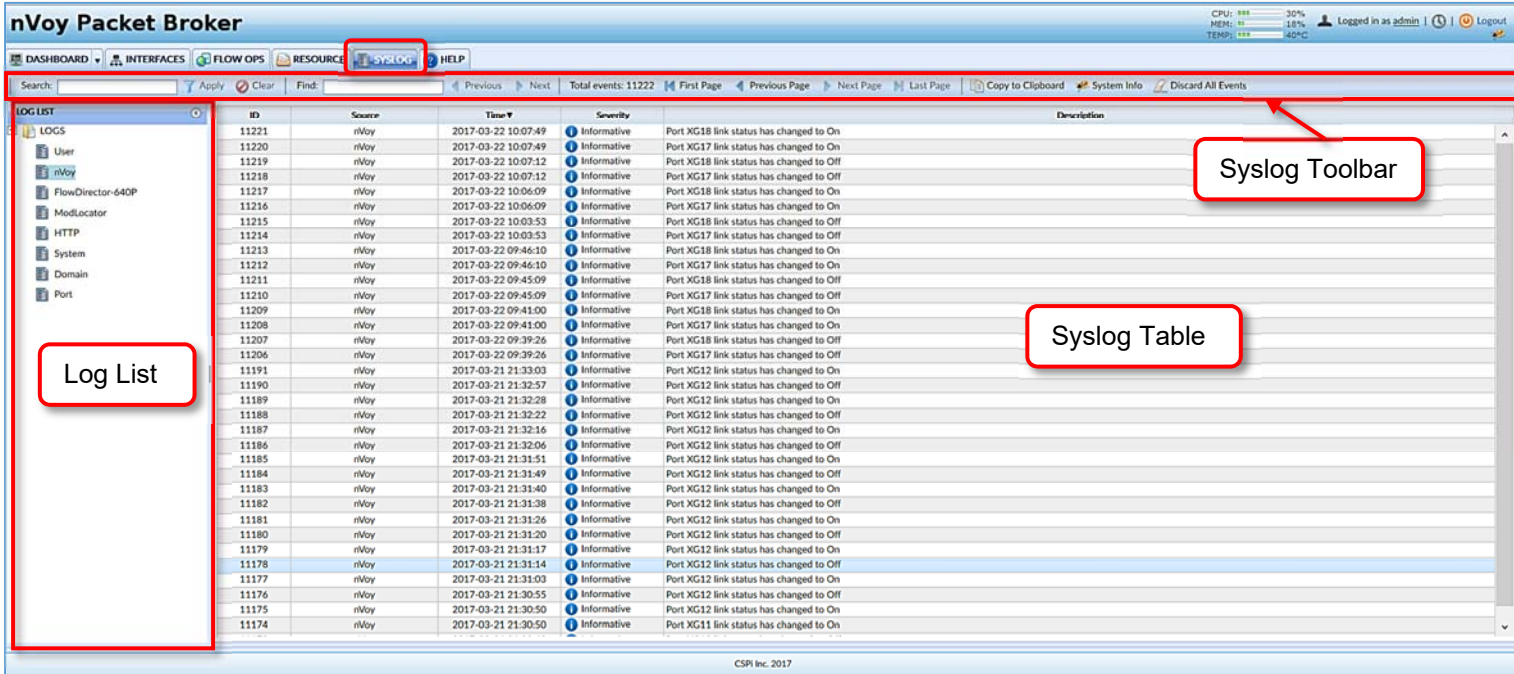 nVoy Packet Broker
CPU: 30%
MEM: 18%
TEMP: 40°C
Logged in as admin | | Logout
DASHBOARD INTERFACES FLOW OPS RESOURCE SYSLOG HELP
Search: Apply Clear Find: Previous Next Total events: 11222 First Page Previous Page Next Page Last Page Copy to Clipboard System Info Discard All Events
LOG LIST
LOGS
User
nVoy
FlowDirector-640P
ModLocator
HTTP
System
Domain
Port
Log List
ID Source Time▼ Severity Description
11221 nVoy 2017-03-22 10:07:49 Informative Port XG18 link status has changed to On
11220 nVoy 2017-03-22 10:07:49 Informative Port XG17 link status has changed to On
11219 nVoy 2017-03-22 10:07:12 Informative Port XG18 link status has changed to Off
11218 nVoy 2017-03-22 10:07:12 Informative Port XG17 link status has changed to Off
11217 nVoy 2017-03-22 10:06:09 Informative Port XG18 link status has changed to On
11216 nVoy 2017-03-22 10:06:09 Informative Port XG17 link status has changed to On
11215 nVoy 2017-03-22 10:03:53 Informative Port XG18 link status has changed to Off
11214 nVoy 2017-03-22 10:03:53 Informative Port XG17 link status has changed to Off
11213 nVoy 2017-03-22 09:46:10 Informative Port XG18 link status has changed to On
11212 nVoy 2017-03-22 09:46:10 Informative Port XG17 link status has changed to On
11211 nVoy 2017-03-22 09:45:09 Informative Port XG18 link status has changed to Off
11210 nVoy 2017-03-22 09:45:09 Informative Port XG17 link status has changed to Off
11209 nVoy 2017-03-22 09:41:00 Informative Port XG18 link status has changed to On
11208 nVoy 2017-03-22 09:41:00 Informative Port XG17 link status has changed to On
11207 nVoy 2017-03-22 09:39:26 Informative Port XG18 link status has changed to Off
11206 nVoy 2017-03-22 09:39:26 Informative Port XG17 link status has changed to Off
11191 nVoy 2017-03-21 21:33:03 Informative Port XG12 link status has changed to On
11190 nVoy 2017-03-21 21:32:57 Informative Port XG12 link status has changed to Off
11189 nVoy 2017-03-21 21:32:28 Informative Port XG12 link status has changed to On
11188 nVoy 2017-03-21 21:32:22 Informative Port XG12 link status has changed to Off
11187 nVoy 2017-03-21 21:32:16 Informative Port XG12 link status has changed to On
11186 nVoy 2017-03-21 21:32:06 Informative Port XG12 link status has changed to Off
11185 nVoy 2017-03-21 21:31:51 Informative Port XG12 link status has changed to On
11184 nVoy 2017-03-21 21:31:49 Informative Port XG12 link status has changed to Off
11183 nVoy 2017-03-21 21:31:40 Informative Port XG12 link status has changed to On
11182 nVoy 2017-03-21 21:31:38 Informative Port XG12 link status has changed to Off
11181 nVoy 2017-03-21 21:31:26 Informative Port XG12 link status has changed to On
11180 nVoy 2017-03-21 21:31:20 Informative Port XG12 link status has changed to Off
11179 nVoy 2017-03-21 21:31:17 Informative Port XG12 link status has changed to On
11178 nVoy 2017-03-21 21:31:14 Informative Port XG12 link status has changed to Off
11177 nVoy 2017-03-21 21:31:03 Informative Port XG12 link status has changed to On
11176 nVoy 2017-03-21 21:30:55 Informative Port XG12 link status has changed to Off
11175 nVoy 2017-03-21 21:30:50 Informative Port XG12 link status has changed to On
11174 nVoy 2017-03-21 21:30:50 Informative Port XG11 link status has changed to On
Syslog Toolbar
Syslog Table
CSPi Inc. 2017